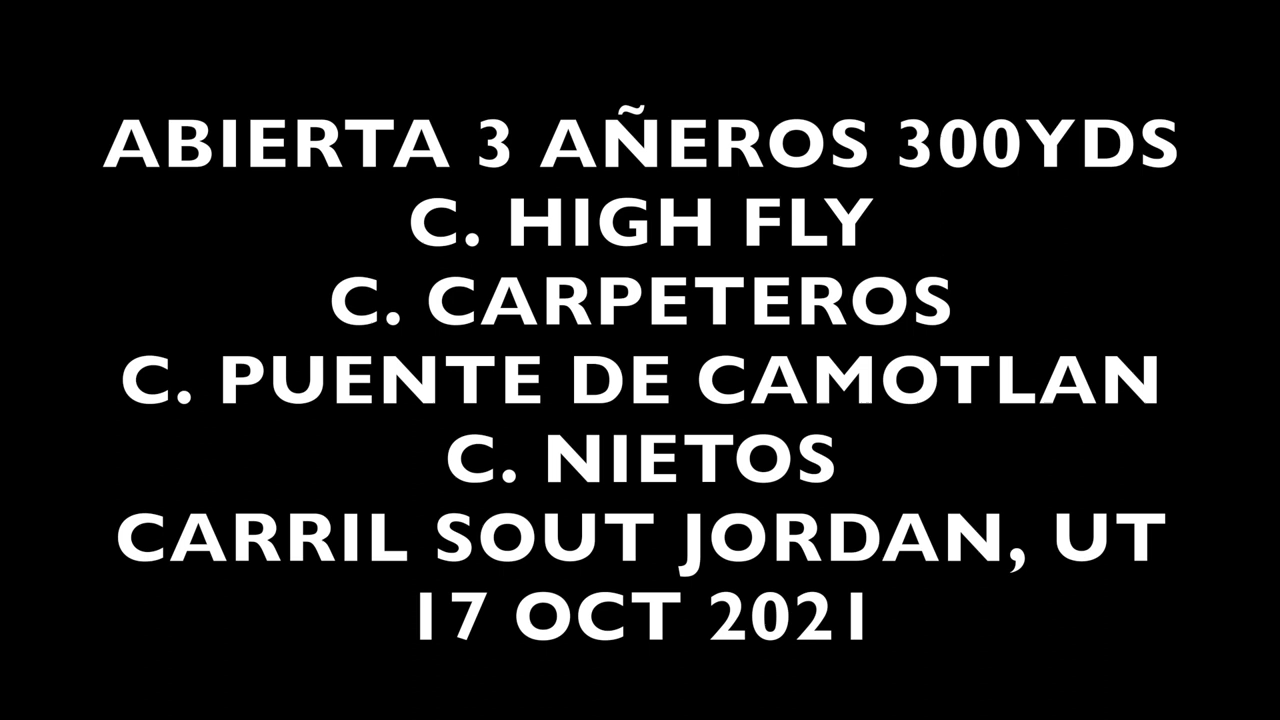 ABIERTA 3 AÑEROS 300YDS
C. HIGH FLY
C. CARPETEROS
C. PUENTE DE CAMOTLAN
C. NIETOS
CARRIL SOUT JORDAN, UT
17 OCT 2021